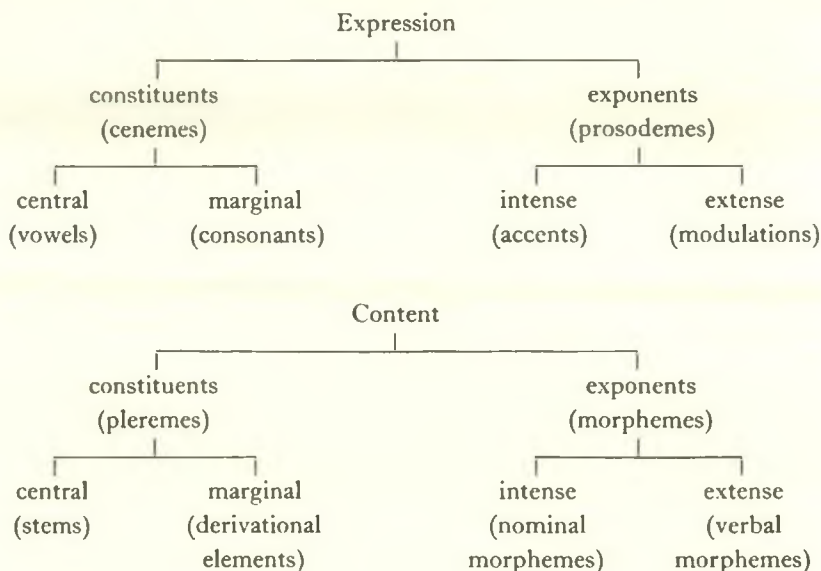 Expression
constituents exponents
(cenemes) (prosodemes)
central marginal intense extense
(vowels) (consonants) (accents) (modulations)
Content
constituents exponents
(pleremes) (morphemes)
central marginal intense extense
(stems) (derivational (nominal (verbal
elements) morphemes) morphemes)